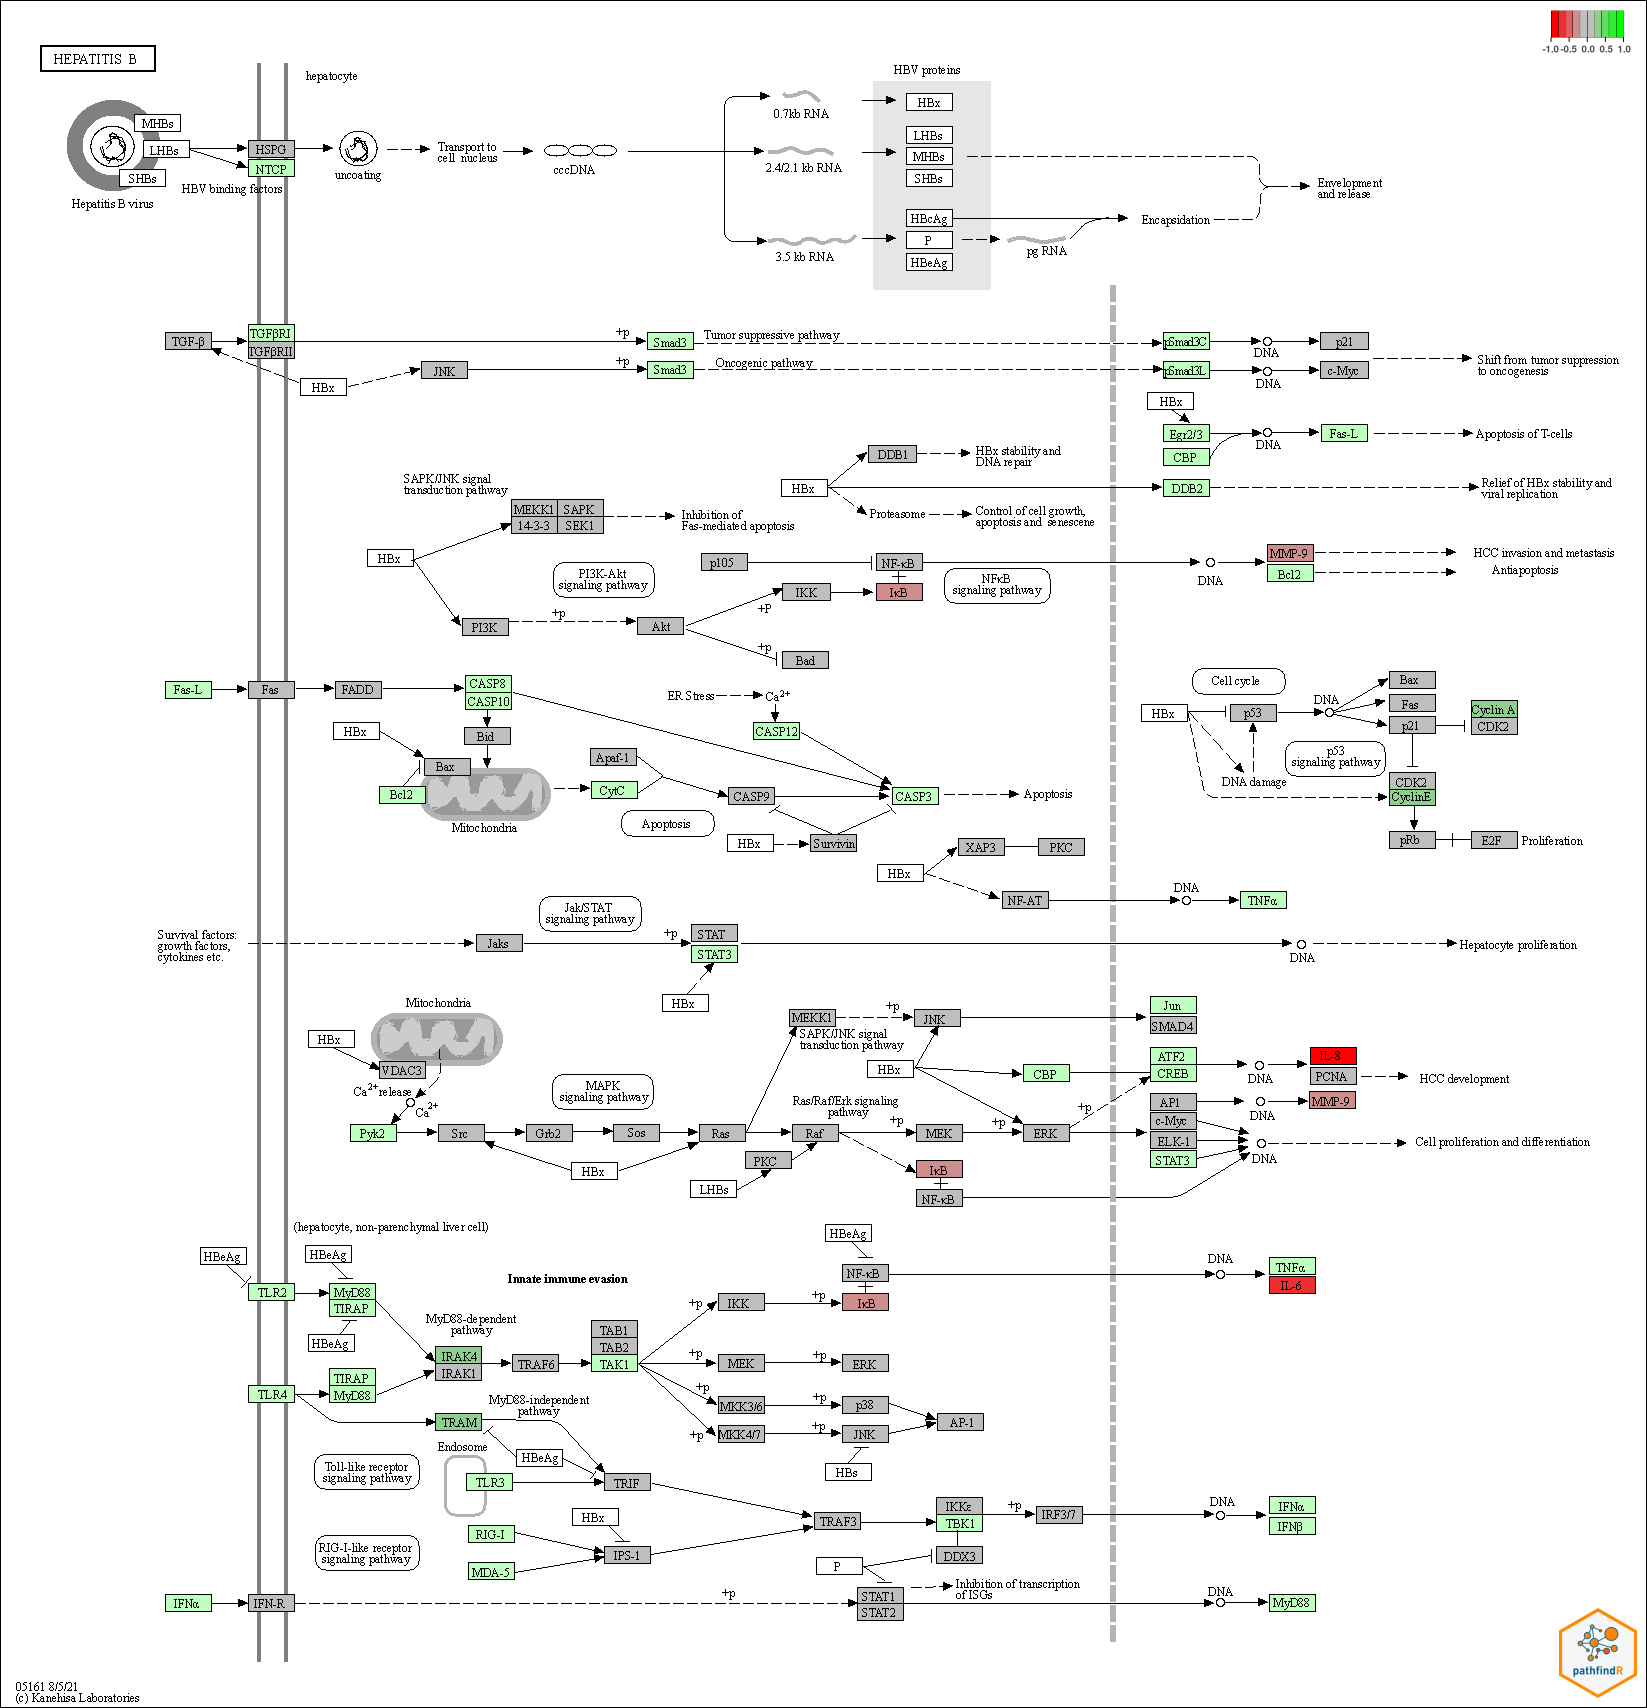 -1.0 -0.5 0.0 0.5 1.0
HEPATITIS B
hepatocyte
HBV proteins
MHBs
LHBs
SHBs
Hepatitis B virus
HSPG
NTCP
HBV binding factors
uncoating
Transport to
cell nucleus
cccDNA
0.7kb RNA
2.4/2.1 kb RNA
3.5 kb RNA
HBx
LHBs
MHBs
SHBs
HBcAg
P
HBeAg
pg RNA
Encapsidation
Envelopment
and release
TGF-β
TGFβRI
TGFβRII
HBx
JNK
+p
Smad3
Tumor suppressive pathway
+p
Smad3
Oncogenic pathway
pSmad3C
DNA
p21
pSmad3L
DNA
c-Myc
Shift from tumor suppression
to oncogenesis
HBx
Egr2/3
CBP
DNA
Fas-L
Apoptosis of T-cells
DDB1
HBx stability and
DNA repair
HBx
DDB2
Relief of HBx stability and
viral replication
Proteasome
Control of cell growth,
apoptosis and senescene
SAPK/JNK signal
transduction pathway
MEKK1
SAPK
14-3-3
SEK1
Inhibition of
Fas-mediated apoptosis
HBx
PI3K-Akt
signaling pathway
p105
NF-κB
IKK
IκB
NFκB
signaling pathway
DNA
MMP-9
Bcl2
HCC invasion and metastasis
Antiapoptosis
PI3K
+p
Akt
+P
+p
Bad
Fas-L
Fas
FADD
CASP8
CASP10
ER Stress
Ca2+
CASP12
HBx
Bid
Bax
Bcl2
Mitochondria
Apaf-1
CytC
CASP9
CASP3
Apoptosis
Apoptosis
HBx
Survivin
Cell cycle
HBx
p53
DNA
Bax
Fas
p21
Cyclin A
CDK2
p53
signaling pathway
DNA damage
CDK2
CyclinE
pRb
E2F
Proliferation
XAP3
PKC
HBx
NF-AT
DNA
TNFα
Jak/STAT
signaling pathway
Survival factors:
growth factors,
cytokines etc.
Jaks
+p
STAT
STAT3
HBx
DNA
Hepatocyte proliferation
Mitochondria
HBx
VDAC3
Ca2+ release
Ca2+
MAPK
signaling pathway
Pyk2
Src
Grb2
Sos
Ras
Raf
HBx
PKC
LHBs
MEKK1
+p
JNK
SAPK/JNK signal
transduction pathway
HBx
CBP
Ras/Raf/Erk signaling
pathway
+p
MEK
+p
ERK
+p
IκB
NF-κB
Jun
SMAD4
ATF2
CREB
AP1
c-Myc
ELK-1
STAT3
DNA
IL-8
PCNA
HCC development
DNA
MMP-9
DNA
Cell proliferation and differentiation
(hepatocyte, non-parenchymal liver cell)
HBeAg
HBeAg
TLR2
MyD88
TIRAP
HBeAg
Innate immune evasion
MyD88-dependent
pathway
TIRAP
MyD88
TLR4
IRAK4
IRAK1
TRAF6
TAB1
TAB2
TAK1
HBeAg
NF-κB
+p
IKK
+p
IκB
DNA
TNFα
IL-6
+p
MEK
+p
ERK
+p
MKK3/6
+p
p38
+p
MKK4/7
+p
JNK
AP-1
HBs
MyD88-independent
pathway
TRAM
Endosome
HBeAg
TLR3
TRIF
Toll-like receptor
signaling pathway
RIG-I
HBx
IPS-1
MDA-5
RIG-I-like receptor
signaling pathway
TRAF3
IKKε
TBK1
DDX3
+p
IRF3/7
DNA
IFNα
IFNβ
P
IFNα
IFN-R
+p
STAT1
STAT2
Inhibition of transcription
of ISGs
DNA
MyD88
05161 8/5/21
(c) Kanehisa Laboratories
pathfindR